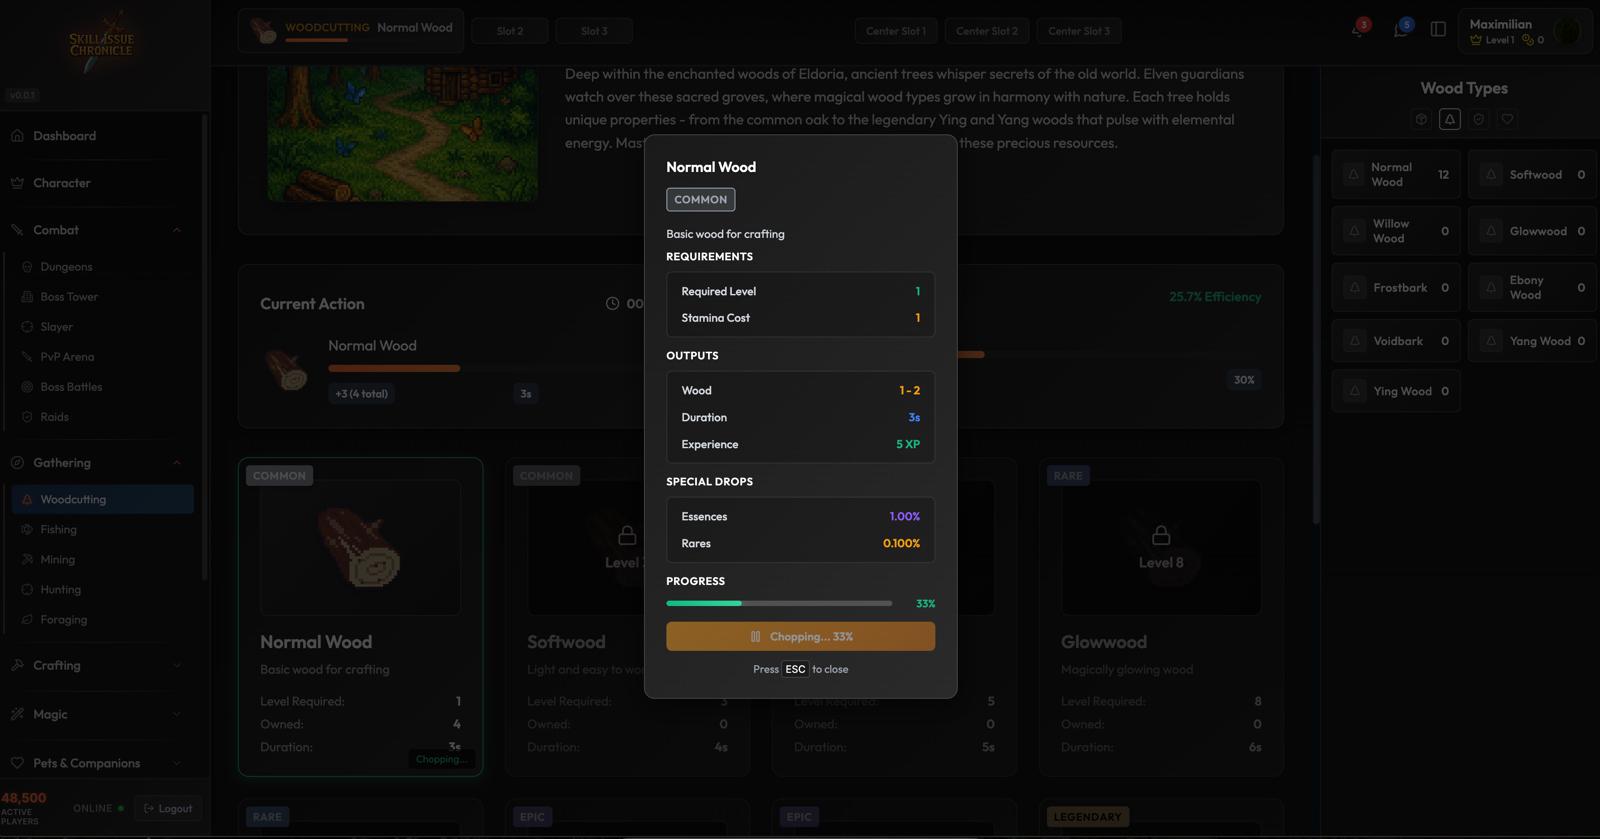 SKILL ISSUE
CHRONICLE
v0.0.1
Dashboard
Character
Combat
Dungeons
Boss Tower
Slayer
PvP Arena
Boss Battles
Raids
Gathering
Woodcutting
Fishing
Mining
Hunting
Foraging
Crafting
Magic
Pets & Companions
48,500
ACTIVE
PLAYERS
ONLINE
Logout
WOODCUTTING Normal Wood
Slot 2
Slot 3
Center Slot 1
Center Slot 2
Center Slot 3
3
5
Maximilian
Level 1 0
Deep within the enchanted woods of Eldoria, ancient trees whisper secrets of the old world. Elven guardians
watch over these sacred groves, where magical wood types grow in harmony with nature. Each tree holds
unique properties - from the common oak to the legendary Ying and Yang woods that pulse with elemental
energy. Mast these precious resources.
Current Action
00
25.7% Efficiency
Normal Wood
+3 (4 total)
3s
30%
COMMON
Normal Wood
Basic wood for crafting
Level Required: 1
Owned: 4
Duration: 3s
Chopping...
COMMON
Level
Softwood
Light and easy to wo
Level Required: 3
Owned: 0
Duration: 4s
Level Required: 5
Owned: 0
Duration: 5s
RARE
Level 8
Glowwood
Magically glowing wood
Level Required: 8
Owned: 0
Duration: 6s
RARE
EPIC
EPIC
LEGENDARY
Normal Wood
COMMON
Basic wood for crafting
REQUIREMENTS
Required Level 1
Stamina Cost 1
OUTPUTS
Wood 1 - 2
Duration 3s
Experience 5 XP
SPECIAL DROPS
Essences 1.00%
Rares 0.100%
PROGRESS
33%
Chopping... 33%
Press ESC to close
Wood Types
Normal
Wood 12
Softwood 0
Willow
Wood 0
Glowwood 0
Frostbark 0
Ebony
Wood 0
Voidbark 0
Yang Wood 0
Ying Wood 0